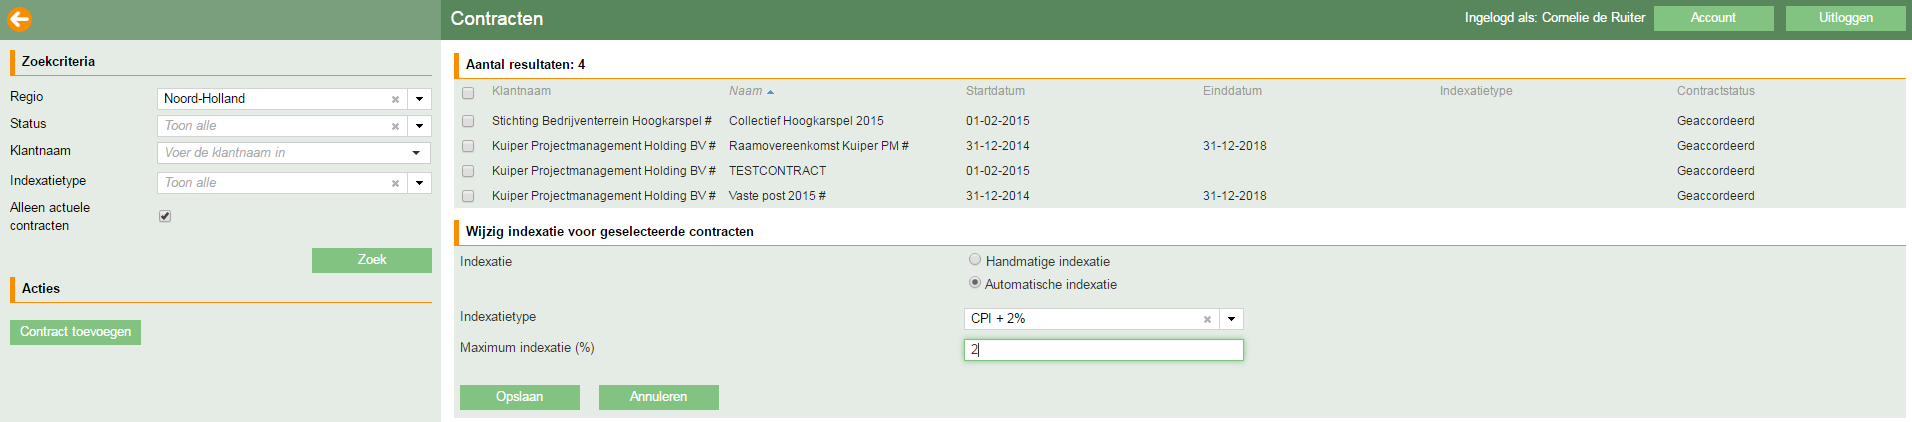 Contracten
Ingelogd als: Cornelie de Ruiter
Account
Uitloggen
Zoekcriteria
Regio
Noord-Holland
Status
Toon alle
Klantnaam
Voer de klantnaam in
Indexatietype
Toon alle
Alleen actuele
contracten
Zoek
Acties
Contract toevoegen
Aantal resultaten: 4
Klantnaam Naam Startdatum Einddatum Indexatietype Contractstatus
Stichting Bedrijventerrein Hoogkarspel # Collectief Hoogkarspel 2015 01-02-2015 Geaccordeerd
Kuiper Projectmanagement Holding BV # Raamovereenkomst Kuiper PM # 31-12-2014 31-12-2018 Geaccordeerd
Kuiper Projectmanagement Holding BV # TESTCONTRACT 01-02-2015 Geaccordeerd
Kuiper Projectmanagement Holding BV # Vaste post 2015 # 31-12-2014 31-12-2018 Geaccordeerd
Wijzig indexatie voor geselecteerde contracten
Indexatie
Handmatige indexatie
Automatische indexatie
Indexatietype
CPI + 2%
Maximum indexatie (%)
2
Opslaan
Annuleren